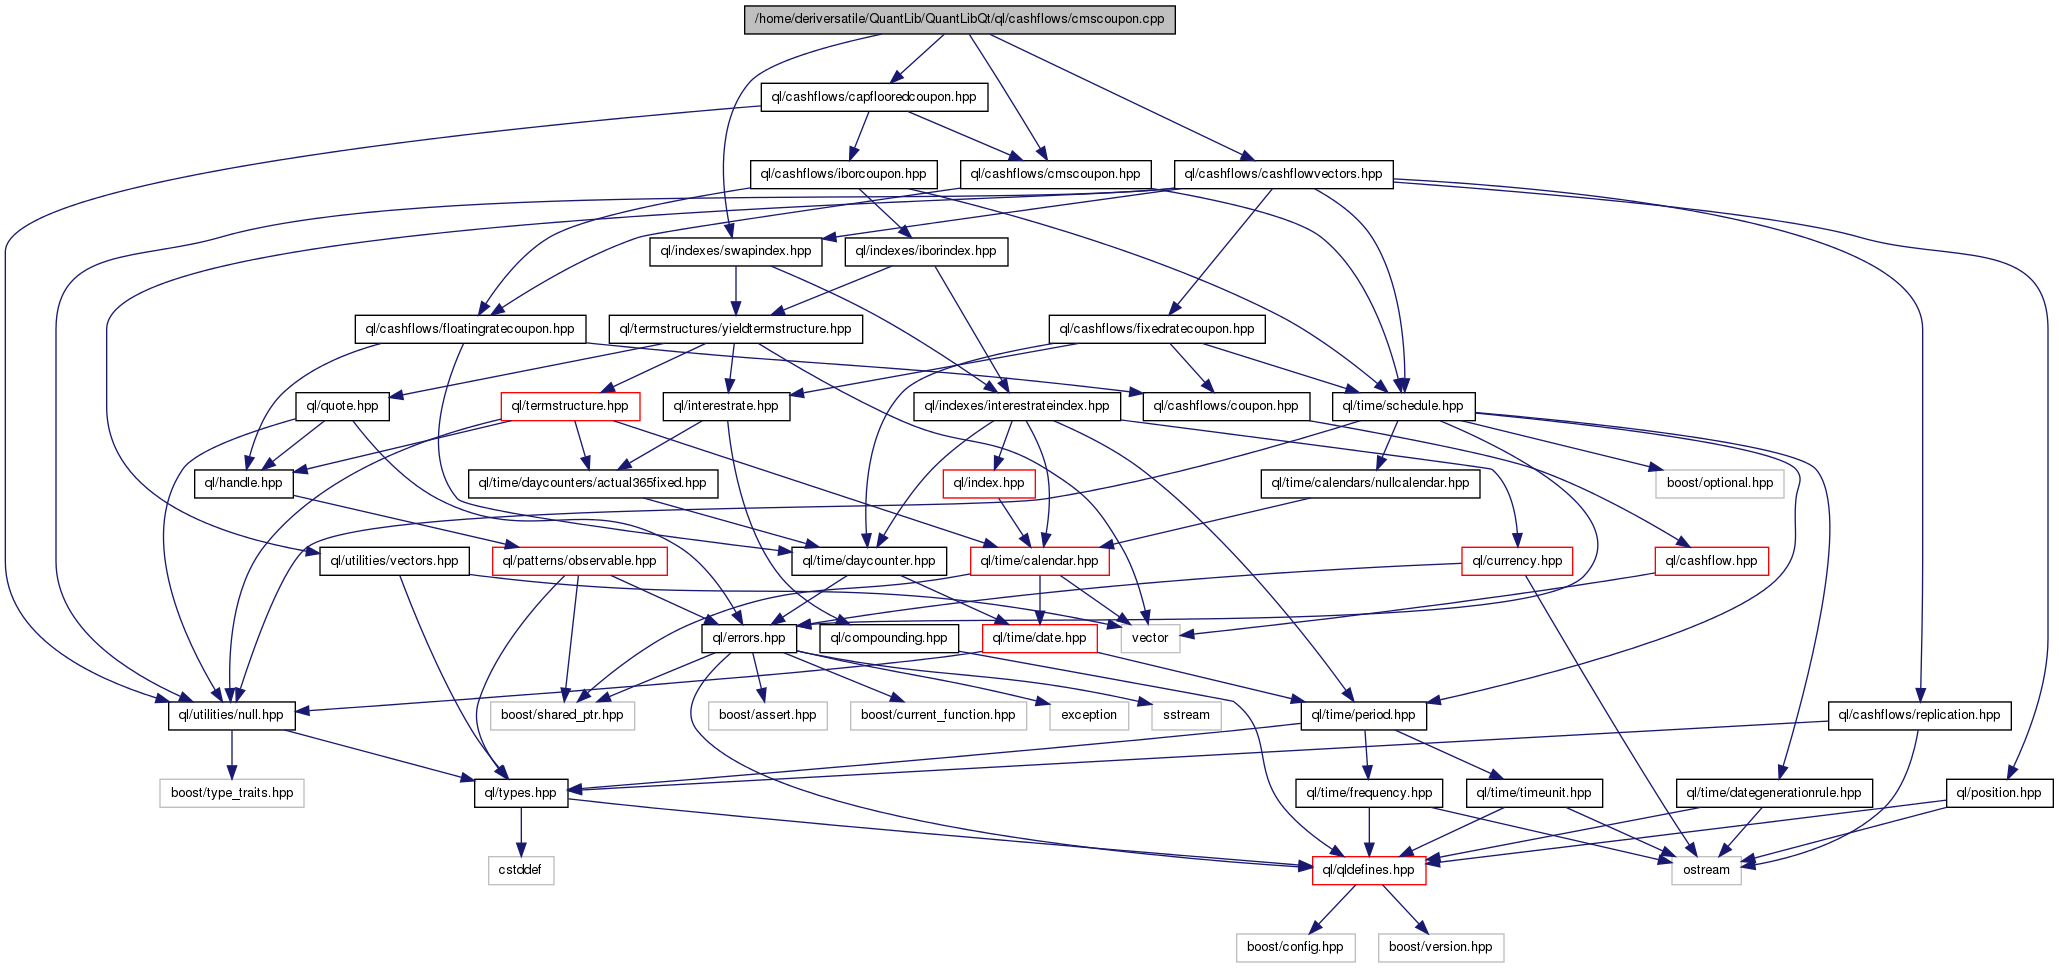 /home/deriversatile/QuantLib/QuantLibQt/ql/cashflows/cmscoupon.cpp
ql/cashflows/capflooredcoupon.hpp
ql/cashflows/iborcoupon.hpp
ql/cashflows/cmscoupon.hpp
ql/cashflows/cashflowvectors.hpp
ql/indexes/swapindex.hpp
ql/indexes/iborindex.hpp
ql/cashflows/floatingratecoupon.hpp
ql/termstructures/yieldtermstructure.hpp
ql/cashflows/fixedratecoupon.hpp
ql/quote.hpp
ql/termstructure.hpp
ql/interestrate.hpp
ql/indexes/interestrateindex.hpp
ql/cashflows/coupon.hpp
ql/time/schedule.hpp
ql/handle.hpp
ql/time/daycounters/actual365fixed.hpp
ql/index.hpp
ql/time/calendars/nullcalendar.hpp
boost/optional.hpp
ql/utilities/vectors.hpp
ql/patterns/observable.hpp
ql/time/daycounter.hpp
ql/time/calendar.hpp
ql/currency.hpp
ql/cashflow.hpp
ql/errors.hpp
ql/compounding.hpp
ql/time/date.hpp
vector
ql/utilities/null.hpp
boost/shared_ptr.hpp
boost/assert.hpp
boost/current_function.hpp
exception
sstream
ql/time/period.hpp
ql/cashflows/replication.hpp
boost/type_traits.hpp
ql/types.hpp
ql/time/frequency.hpp
ql/time/timeunit.hpp
ql/time/dategenerationrule.hpp
ql/position.hpp
cstddef
ql/qldefines.hpp
ostream
boost/config.hpp
boost/version.hpp